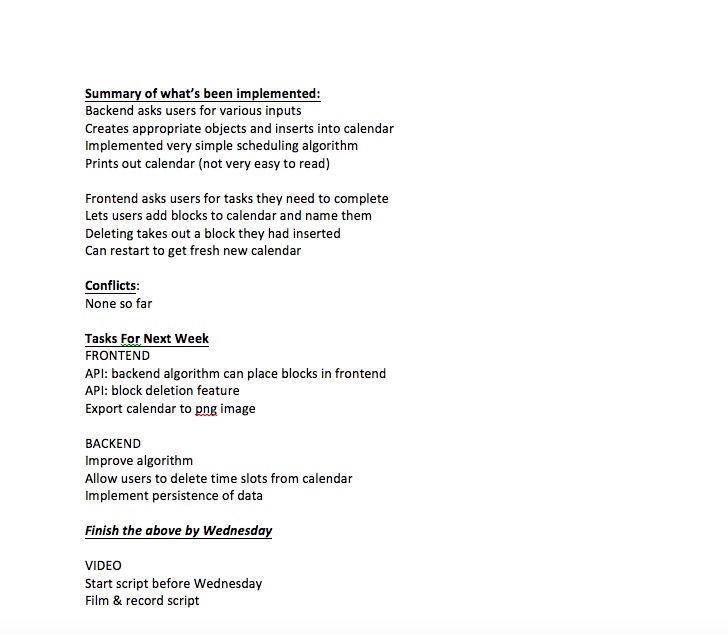 Summary of what's been implemented:
Backend asks users for various inputs
Creates appropriate objects and inserts into calendar
Implemented very simple scheduling algorithm
Prints out calendar (not very easy to read)
Frontend asks users for tasks they need to complete
Lets users add blocks to calendar and name them
Deleting takes out a block they had inserted
Can restart to get fresh new calendar
Conflicts:
None so far
Tasks For Next Week
FRONTEND
API: backend algorithm can place blocks in frontend
API: block deletion feature
Export calendar to png image
BACKEND
Improve algorithm
Allow users to delete time slots from calendar
Implement persistence of data
Finish the above by Wednesday
VIDEO
Start script before Wednesday
Film & record script